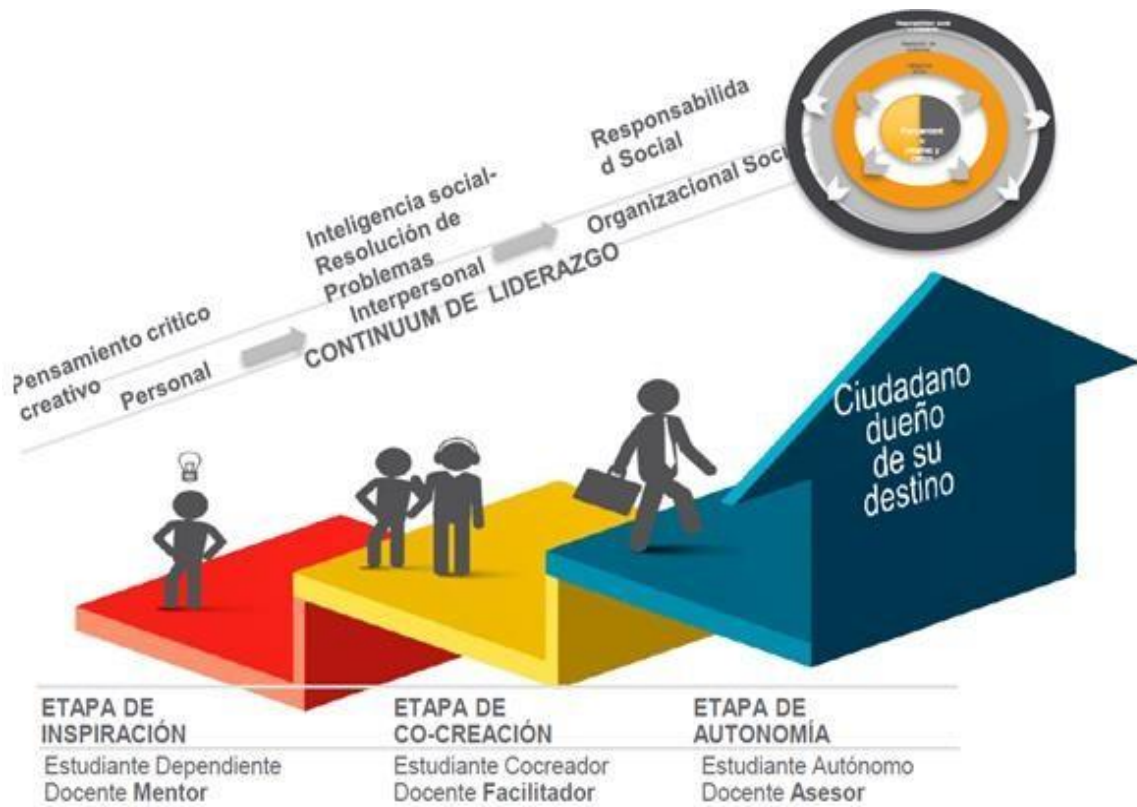 Responsabilida
d Social
Organizacional Soci
Inteligencia social-
Resolución de
Problemas
Interpersonal
CONTINUUM DE LIDERAZGO
Pensamiento critico
creativo
Personal
Ciudadano
dueño
de su
destino
ETAPA DE
INSPIRACIÓN
Estudiante Dependiente
Docente Mentor
ETAPA DE
CO-CREACIÓN
Estudiante Cocreador
Docente Facilitador
ETAPA DE
AUTONOMÍA
Estudiante Autónomo
Docente Asesor